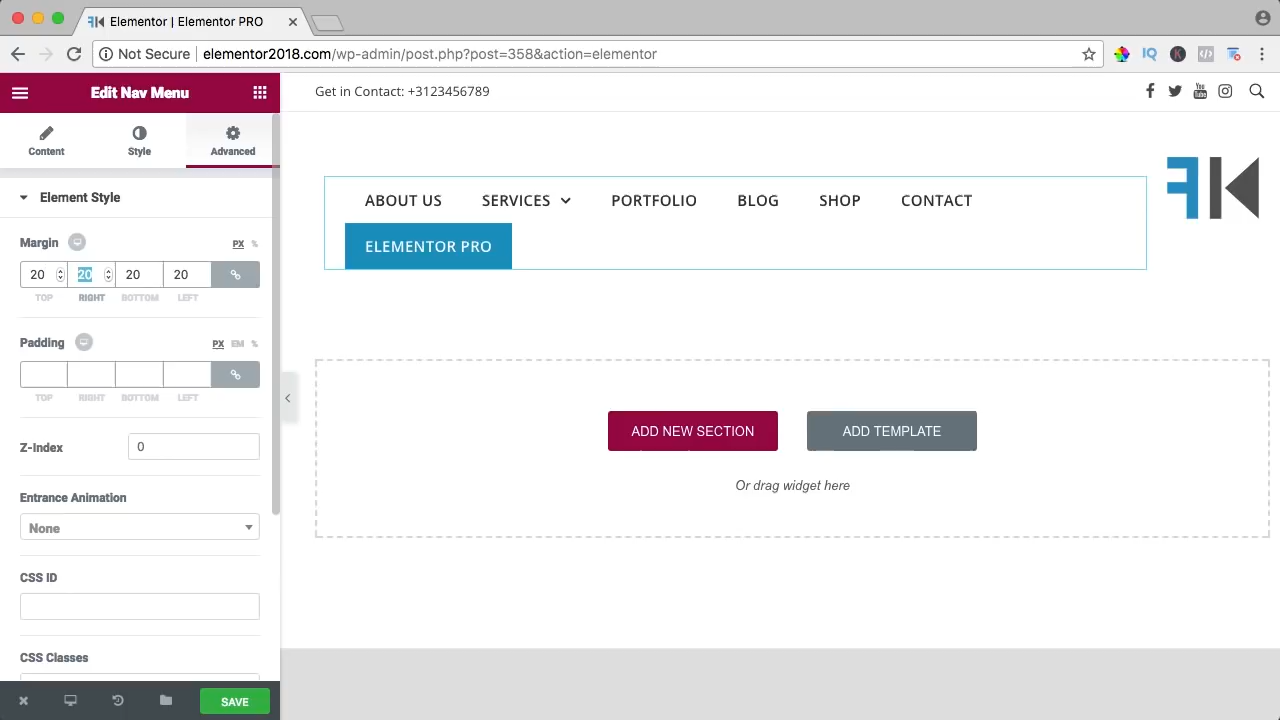 Elementor | Elementor PRO
Not Secure elementor2018.com/wp-admin/post.php?post=358&action=elementor
Edit Nav Menu
Get in Contact: +3123456789
Content Style Advanced
Element Style
ABOUT US SERVICES PORTFOLIO BLOG SHOP CONTACT
ELEMENTOR PRO
Margin PX %
20 20 20 20
TOP RIGHT BOTTOM LEFT
Padding PX EM %
TOP RIGHT BOTTOM LEFT
ADD NEW SECTION ADD TEMPLATE
Or drag widget here
Z-Index 0
Entrance Animation
None
CSS ID
CSS Classes
SAVE